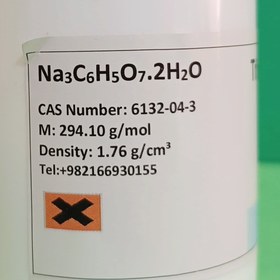 Na₃C₆H₅O₇.2H₂O
CAS Number: 6132-04-3
M: 294.10 g/mol
Density: 1.76 g/cm³
Tel:+982166930155